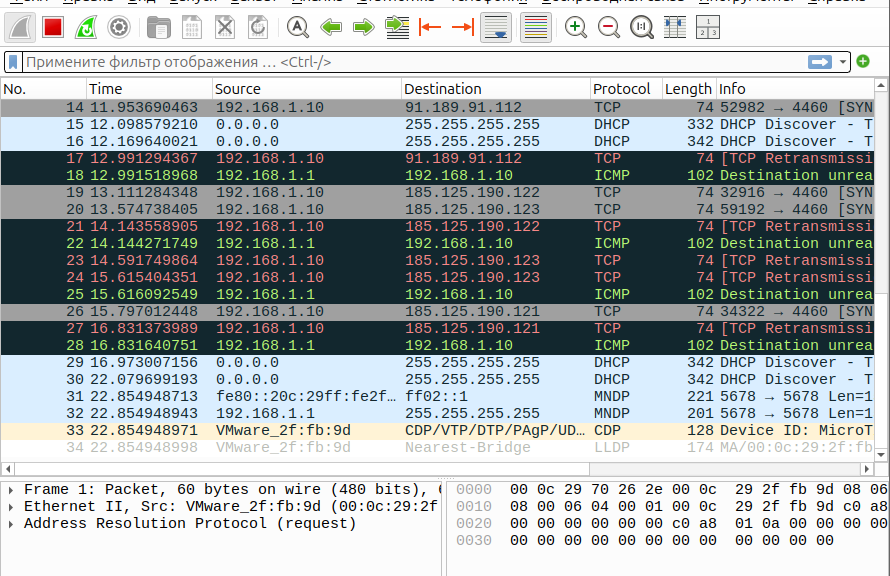 Примените фильтр отображения … <Ctrl-/>
No. Time Source Destination Protocol Length Info
14 11.953690463 192.168.1.10 91.189.91.112 TCP 74 52982 → 4460 [SYN
15 12.098579210 0.0.0.0 255.255.255.255 DHCP 332 DHCP Discover - T
16 12.169640021 0.0.0.0 255.255.255.255 DHCP 342 DHCP Discover - T
17 12.991294367 192.168.1.10 91.189.91.112 TCP 74 [TCP Retransmissi
18 12.991518968 192.168.1.1 192.168.1.10 ICMP 102 Destination unrea
19 13.111284348 192.168.1.10 185.125.190.122 TCP 74 32916 → 4460 [SYN
20 13.574738405 192.168.1.10 185.125.190.123 TCP 74 59192 → 4460 [SYN
21 14.143558905 192.168.1.10 185.125.190.122 TCP 74 [TCP Retransmissi
22 14.144271749 192.168.1.1 192.168.1.10 ICMP 102 Destination unrea
23 14.591749864 192.168.1.10 185.125.190.123 TCP 74 [TCP Retransmissi
24 15.615404351 192.168.1.10 185.125.190.123 TCP 74 [TCP Retransmissi
25 15.616092549 192.168.1.1 192.168.1.10 ICMP 102 Destination unrea
26 15.797012448 192.168.1.10 185.125.190.121 TCP 74 34322 → 4460 [SYN
27 16.831373989 192.168.1.10 185.125.190.121 TCP 74 [TCP Retransmissi
28 16.831640751 192.168.1.1 192.168.1.10 ICMP 102 Destination unrea
29 16.973007156 0.0.0.0 255.255.255.255 DHCP 342 DHCP Discover - T
30 22.079699193 0.0.0.0 255.255.255.255 DHCP 342 DHCP Discover - T
31 22.854948713 fe80::20c:29ff:fe2f… ff02::1 MNDP 221 5678 → 5678 Len=1
32 22.854948943 192.168.1.1 255.255.255.255 MNDP 201 5678 → 5678 Len=1
33 22.854948971 VMware_2f:fb:9d CDP/VTP/DTP/PAgP/UD… CDP 128 Device ID: MicroT
34 22.854948998 VMware_2f:fb:9d Nearest-Bridge LLDP 174 MA/00:0c:29:2f:fb
Frame 1: Packet, 60 bytes on wire (480 bits), 6
Ethernet II, Src: VMware_2f:fb:9d (00:0c:29:2f
Address Resolution Protocol (request)
0000 00 0c 29 70 26 2e 00 0c 29 2f fb 9d 08 06
0010 08 00 06 04 00 01 00 0c 29 2f fb 9d c0 a8
0020 00 00 00 00 00 00 c0 a8 01 0a 00 00 00 00
0030 00 00 00 00 00 00 00 00 00 00 00 00